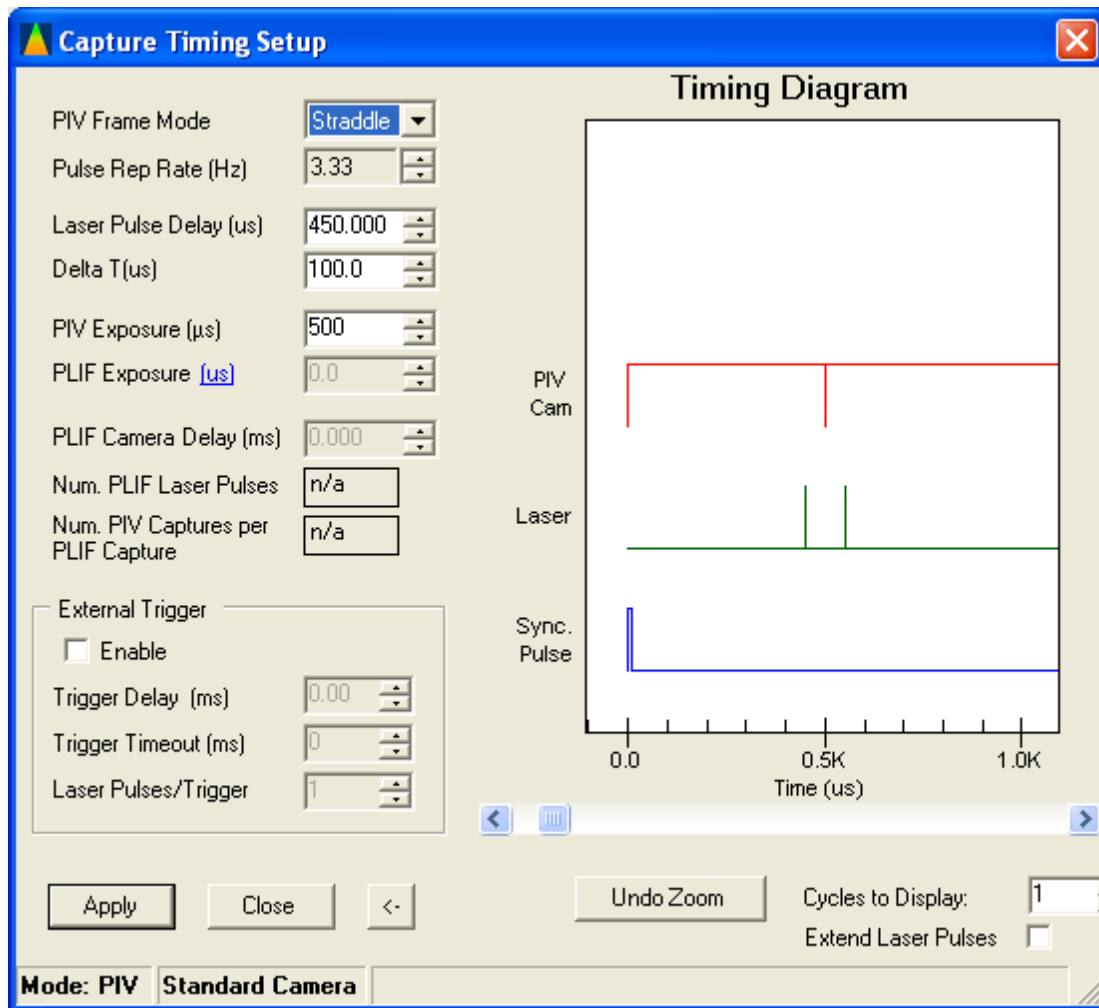 Capture Timing Setup
PIV Frame Mode
Straddle
Pulse Rep Rate (Hz)
3.33
Laser Pulse Delay (us)
450.000
Delta T(us)
100.0
PIV Exposure (µs)
500
PLIF Exposure (us)
0.0
PLIF Camera Delay (ms)
0.000
Num. PLIF Laser Pulses
n/a
Num. PIV Captures per
PLIF Capture
n/a
External Trigger
Enable
Trigger Delay (ms)
0.00
Trigger Timeout (ms)
0
Laser Pulses/Trigger
1
Apply
Close
<-
Timing Diagram
PIV
Cam
Laser
Sync.
Pulse
0.0 0.5K 1.0K
Time (us)
Undo Zoom
Cycles to Display:
1
Extend Laser Pulses
Mode: PIV
Standard Camera